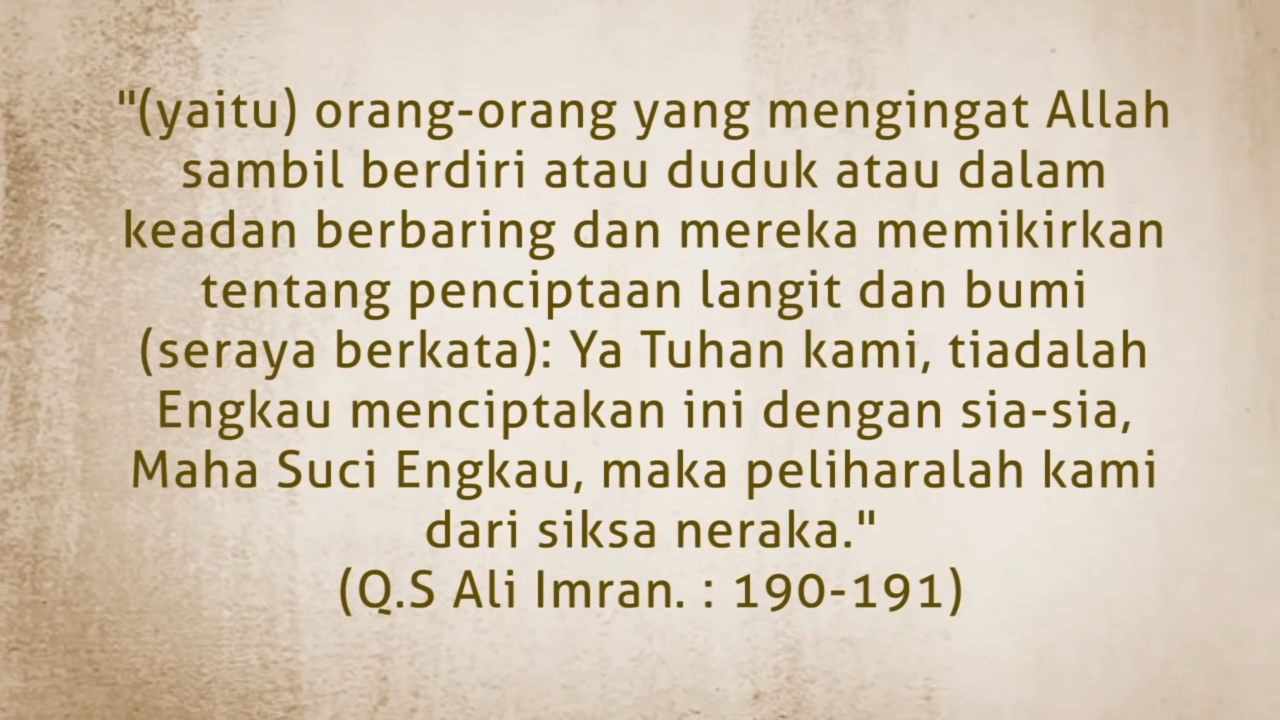 "(yaitu) orang-orang yang mengingat Allah
sambil berdiri atau duduk atau dalam
keadan berbaring dan mereka memikirkan
tentang penciptaan langit dan bumi
(seraya berkata): Ya Tuhan kami, tiadalah
Engkau menciptakan ini dengan sia-sia,
Maha Suci Engkau, maka peliharalah kami
dari siksa neraka."
(Q.S Ali Imran. : 190-191)